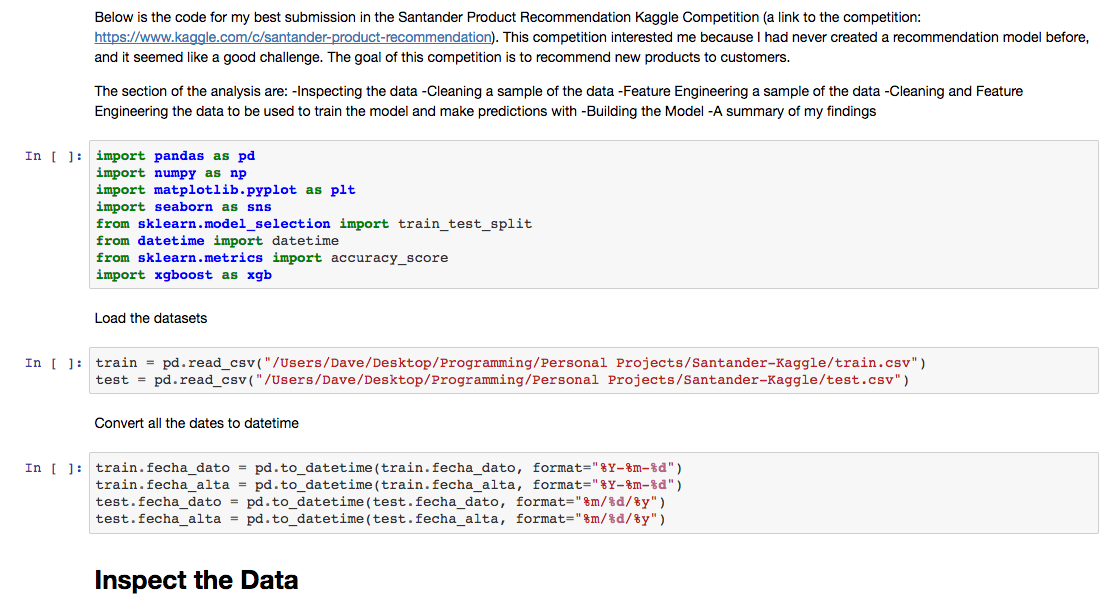 Below is the code for my best submission in the Santander Product Recommendation Kaggle Competition (a link to the competition:
https://www.kaggle.com/c/santander-product-recommendation). This competition interested me because I had never created a recommendation model before,
and it seemed like a good challenge. The goal of this competition is to recommend new products to customers.
The section of the analysis are: -Inspecting the data -Cleaning a sample of the data -Feature Engineering a sample of the data -Cleaning and Feature
Engineering the data to be used to train the model and make predictions with -Building the Model -A summary of my findings
In [ ]: import pandas as pd
import numpy as np
import matplotlib.pyplot as plt
import seaborn as sns
from sklearn.model_selection import train_test_split
from datetime import datetime
from sklearn.metrics import accuracy_score
import xgboost as xgb
Load the datasets
In [ ]: train = pd.read_csv("/Users/Dave/Desktop/Programming/Personal Projects/Santander-Kaggle/train.csv")
test = pd.read_csv("/Users/Dave/Desktop/Programming/Personal Projects/Santander-Kaggle/test.csv")
Convert all the dates to datetime
In [ ]: train.fecha_dato = pd.to_datetime(train.fecha_dato, format="%Y-%m-%d")
train.fecha_alta = pd.to_datetime(train.fecha_alta, format="%Y-%m-%d")
test.fecha_dato = pd.to_datetime(test.fecha_dato, format="%m/%d/%y")
test.fecha_alta = pd.to_datetime(test.fecha_alta, format="%m/%d/%y")
Inspect the Data